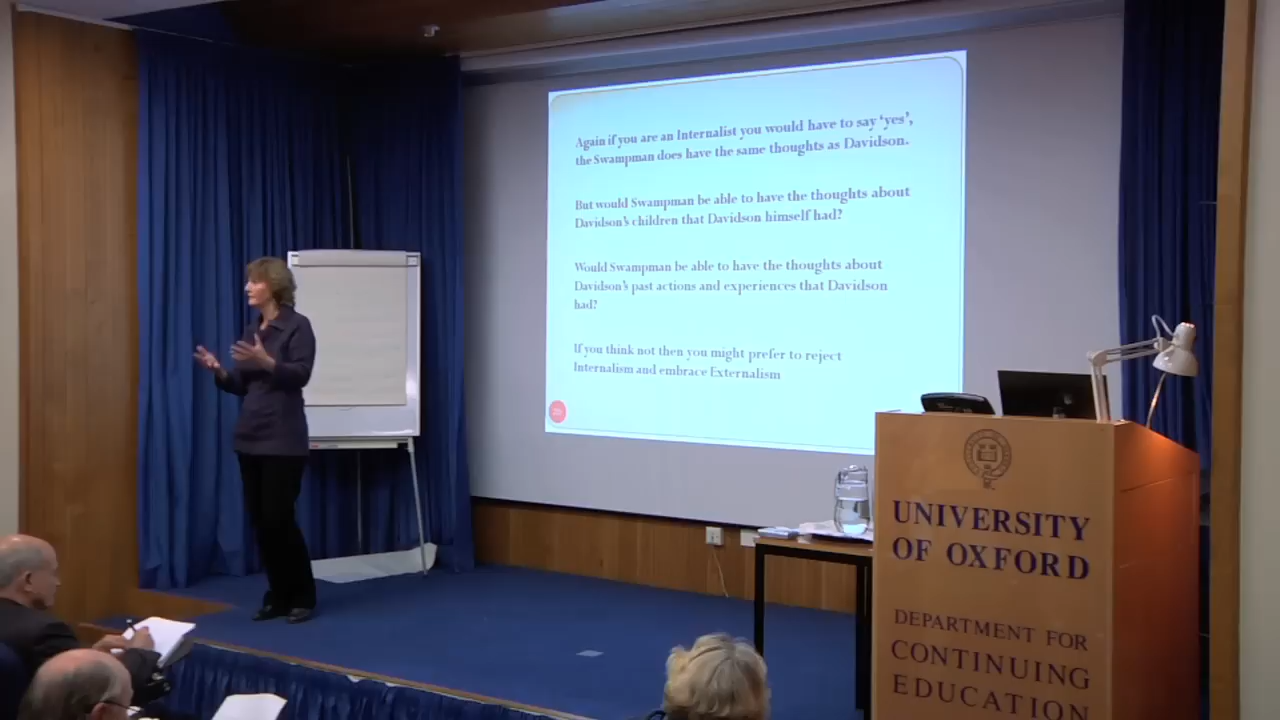 Again if you are an Internalist you would have to say ‘yes’,
the Swampman does have the same thoughts as Davidson.
But would Swampman be able to have the thoughts about
Davidson’s children that Davidson himself had?
Would Swampman be able to have the thoughts about
Davidson’s past actions and experiences that Davidson
had?
If you think not then you might prefer to reject
Internalism and embrace Externalism
UNIVERSITY
OF OXFORD
DEPARTMENT FOR
CONTINUING
EDUCATION